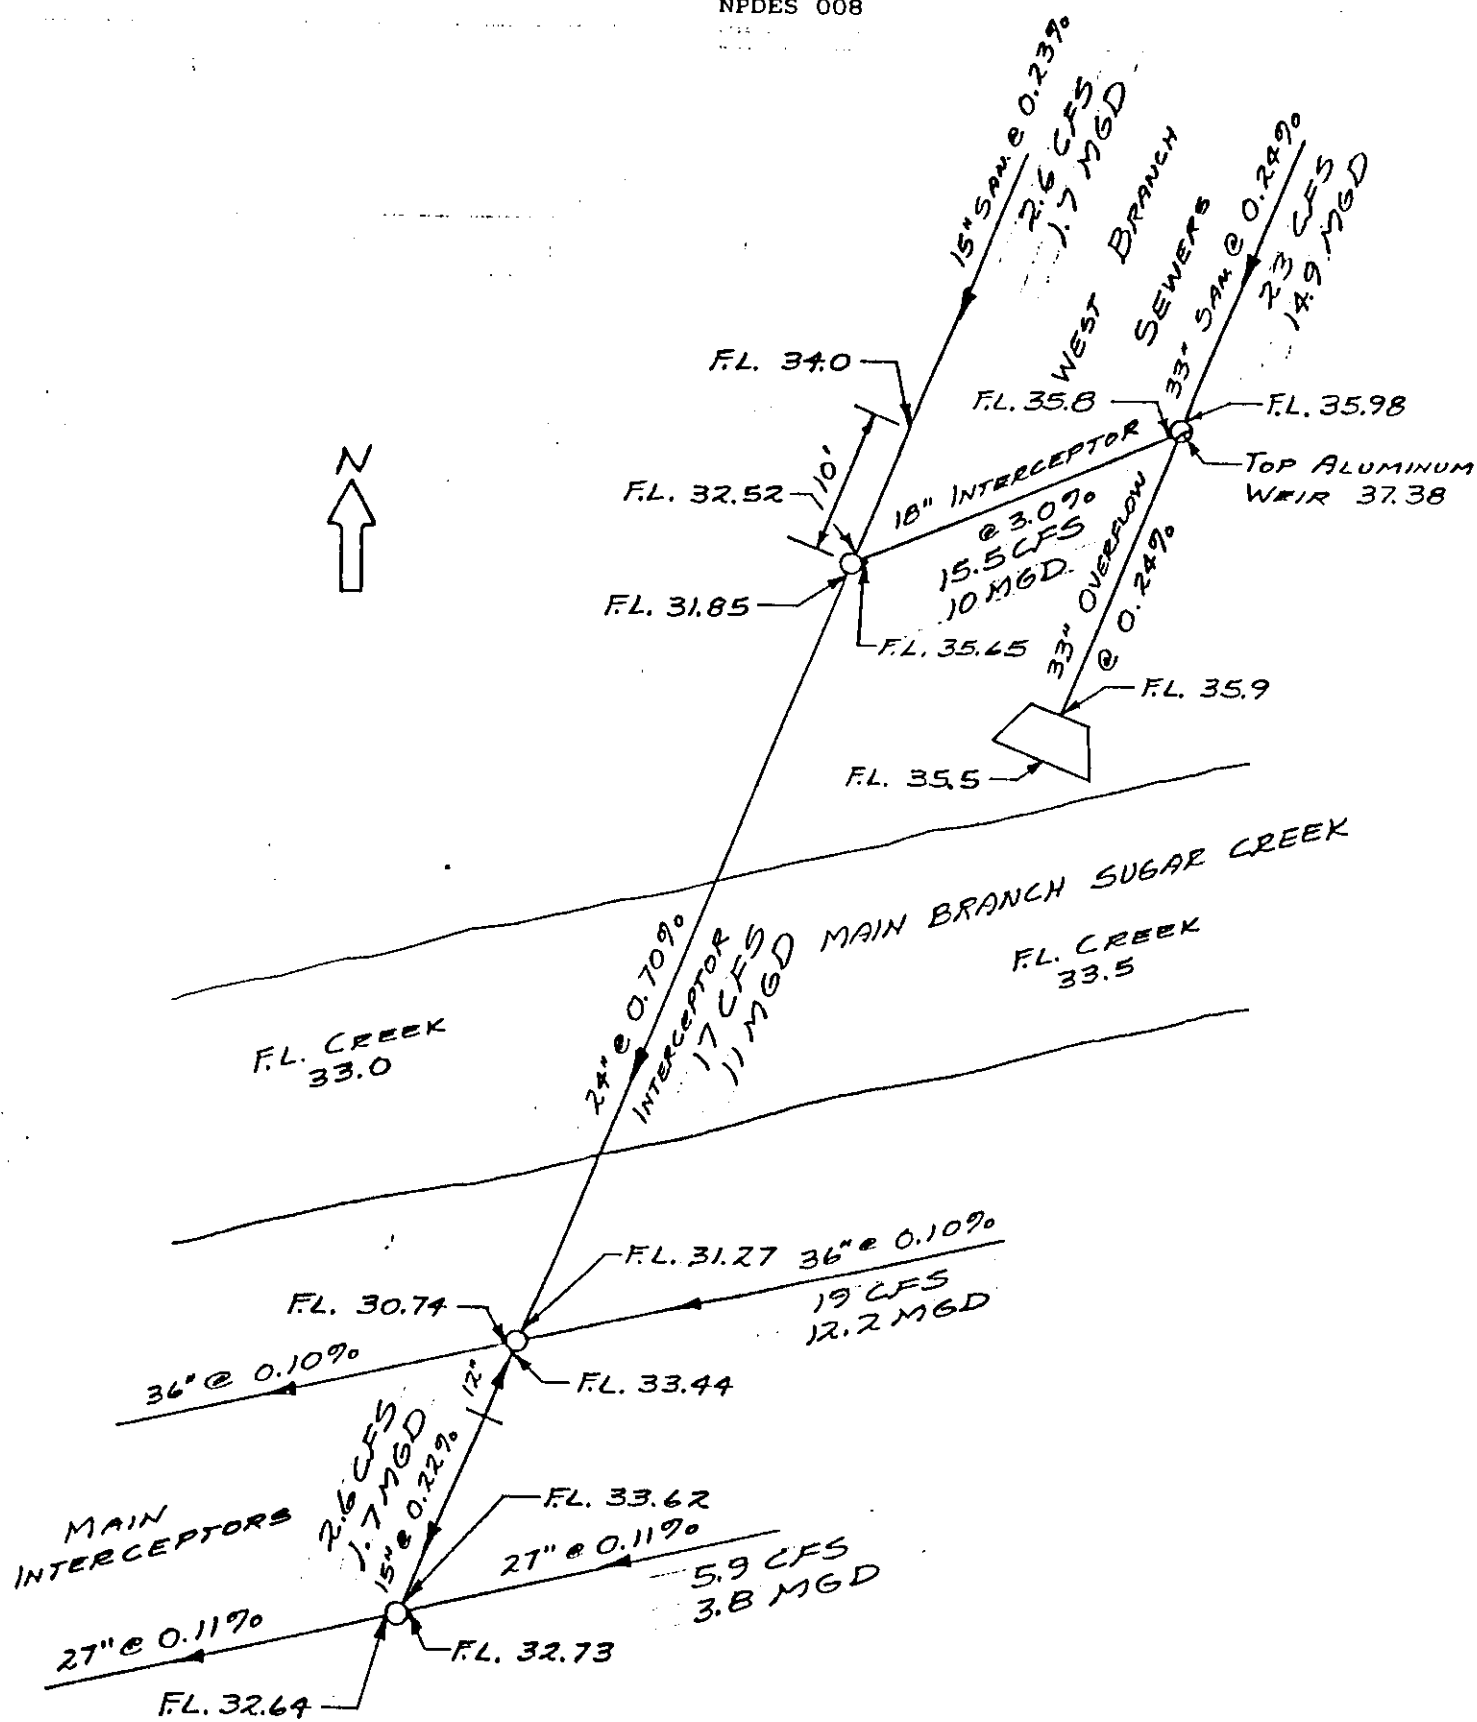 NPDES 008
15" SAN. @ 0.23%
2.6 CFS
1.7 MGD
WEST BRANCH
SEWERS
33" SAN. @ 0.24%
23 CFS
14.9 MGD
F.L. 34.0
F.L. 35.8
F.L. 35.98
N
110'
F.L. 32.52
18" INTERCEPTOR
@ 3.0%
15.5 CFS
10 MGD
TOP ALUMINUM
WEIR 37.38
33" OVERFLOW
@ 0.24%
F.L. 31.85
F.L. 35.65
F.L. 35.9
F.L. 35.5
MAIN BRANCH SUGAR CREEK
F.L. CREEK
33.5
24" @ 0.70%
INTERCEPTOR
17 CFS
11 MGD
F.L. CREEK
33.0
F.L. 31.27
36" @ 0.10%
19 CFS
12.2 MGD
F.L. 30.74
36" @ 0.10%
12"
F.L. 33.44
2.6 CFS
1.7 MGD
15" @ 0.22%
MAIN
INTERCEPTORS
F.L. 33.62
27" @ 0.11%
5.9 CFS
3.8 MGD
27" @ 0.11%
F.L. 32.73
F.L. 32.64